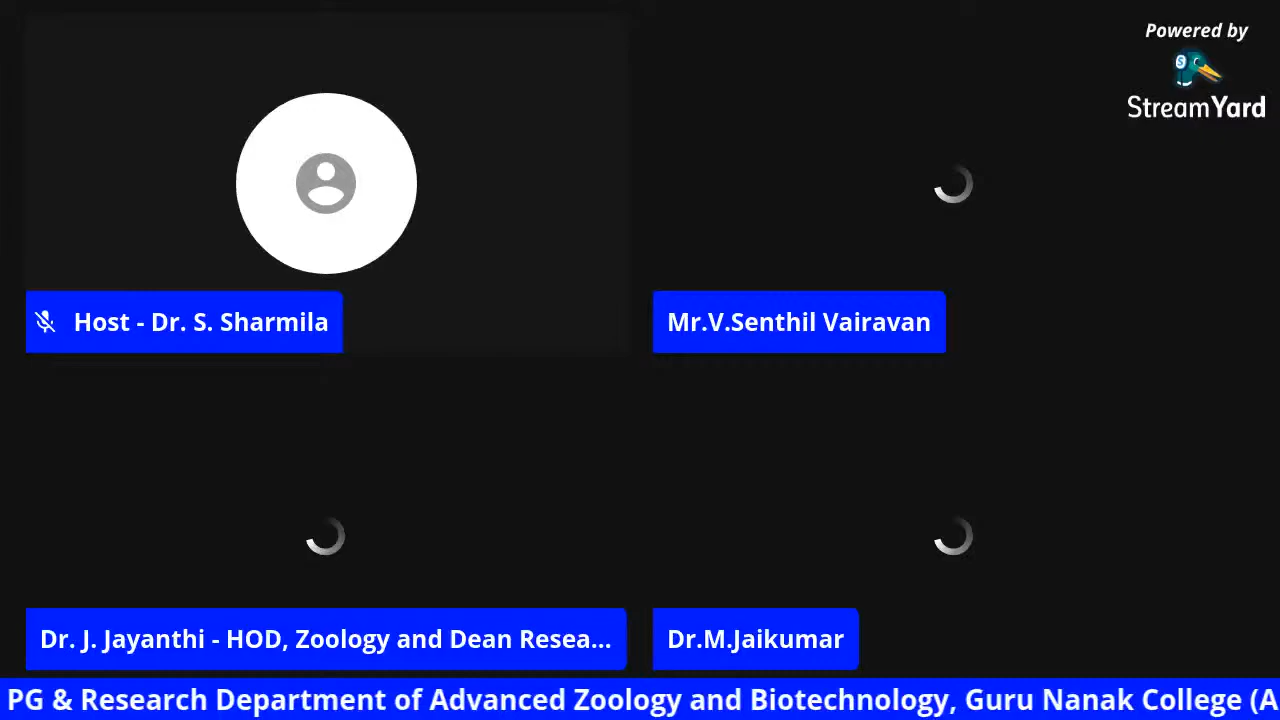 Powered by
StreamYard
Host - Dr. S. Sharmila
Mr.V.Senthil Vairavan
Dr. J. Jayanthi - HOD, Zoology and Dean Resea...
Dr.M.Jaikumar
PG & Research Department of Advanced Zoology and Biotechnology, Guru Nanak College (A